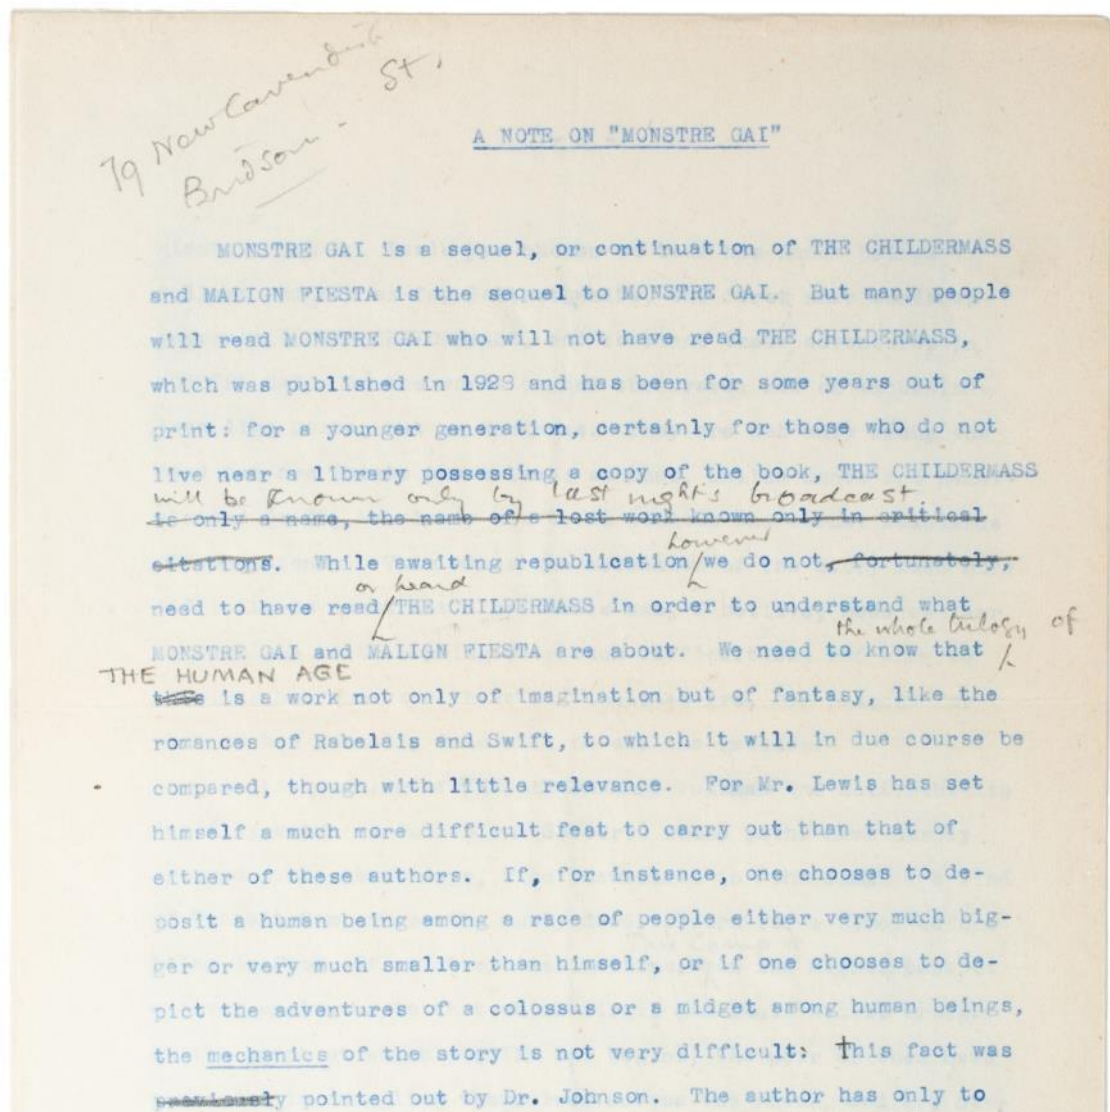 79 New Cavendish
St.
Bridson -
A NOTE ON "MONSTRE GAI"
MONSTRE GAI is a sequel, or continuation of THE CHILDERMASS
and MALIGN FIESTA is the sequel to MONSTRE GAI. But many people
will read MONSTRE GAI who will not have read THE CHILDERMASS,
which was published in 1928 and has been for some years out of
print: for a younger generation, certainly for those who do not
live near a library possessing a copy of the book, THE CHILDERMASS
will be known only by last night's broadcast.
is only a name, the name of a lost work known only in critical
however
citations. While awaiting republication we do not, fortunately,
or heard
need to have read THE CHILDERMASS in order to understand what
the whole trilogy of
MONSTRE GAI and MALIGN FIESTA are about. We need to know that
THE HUMAN AGE
is a work not only of imagination but of fantasy, like the
romances of Rabelais and Swift, to which it will in due course be
compared, though with little relevance. For Mr. Lewis has set
himself a much more difficult feat to carry out than that of
either of these authors. If, for instance, one chooses to de-
posit a human being among a race of people either very much big-
ger or very much smaller than himself, or if one chooses to de-
pict the adventures of a colossus or a midget among human beings,
the mechanics of the story is not very difficult: This fact was
previously pointed out by Dr. Johnson. The author has only to